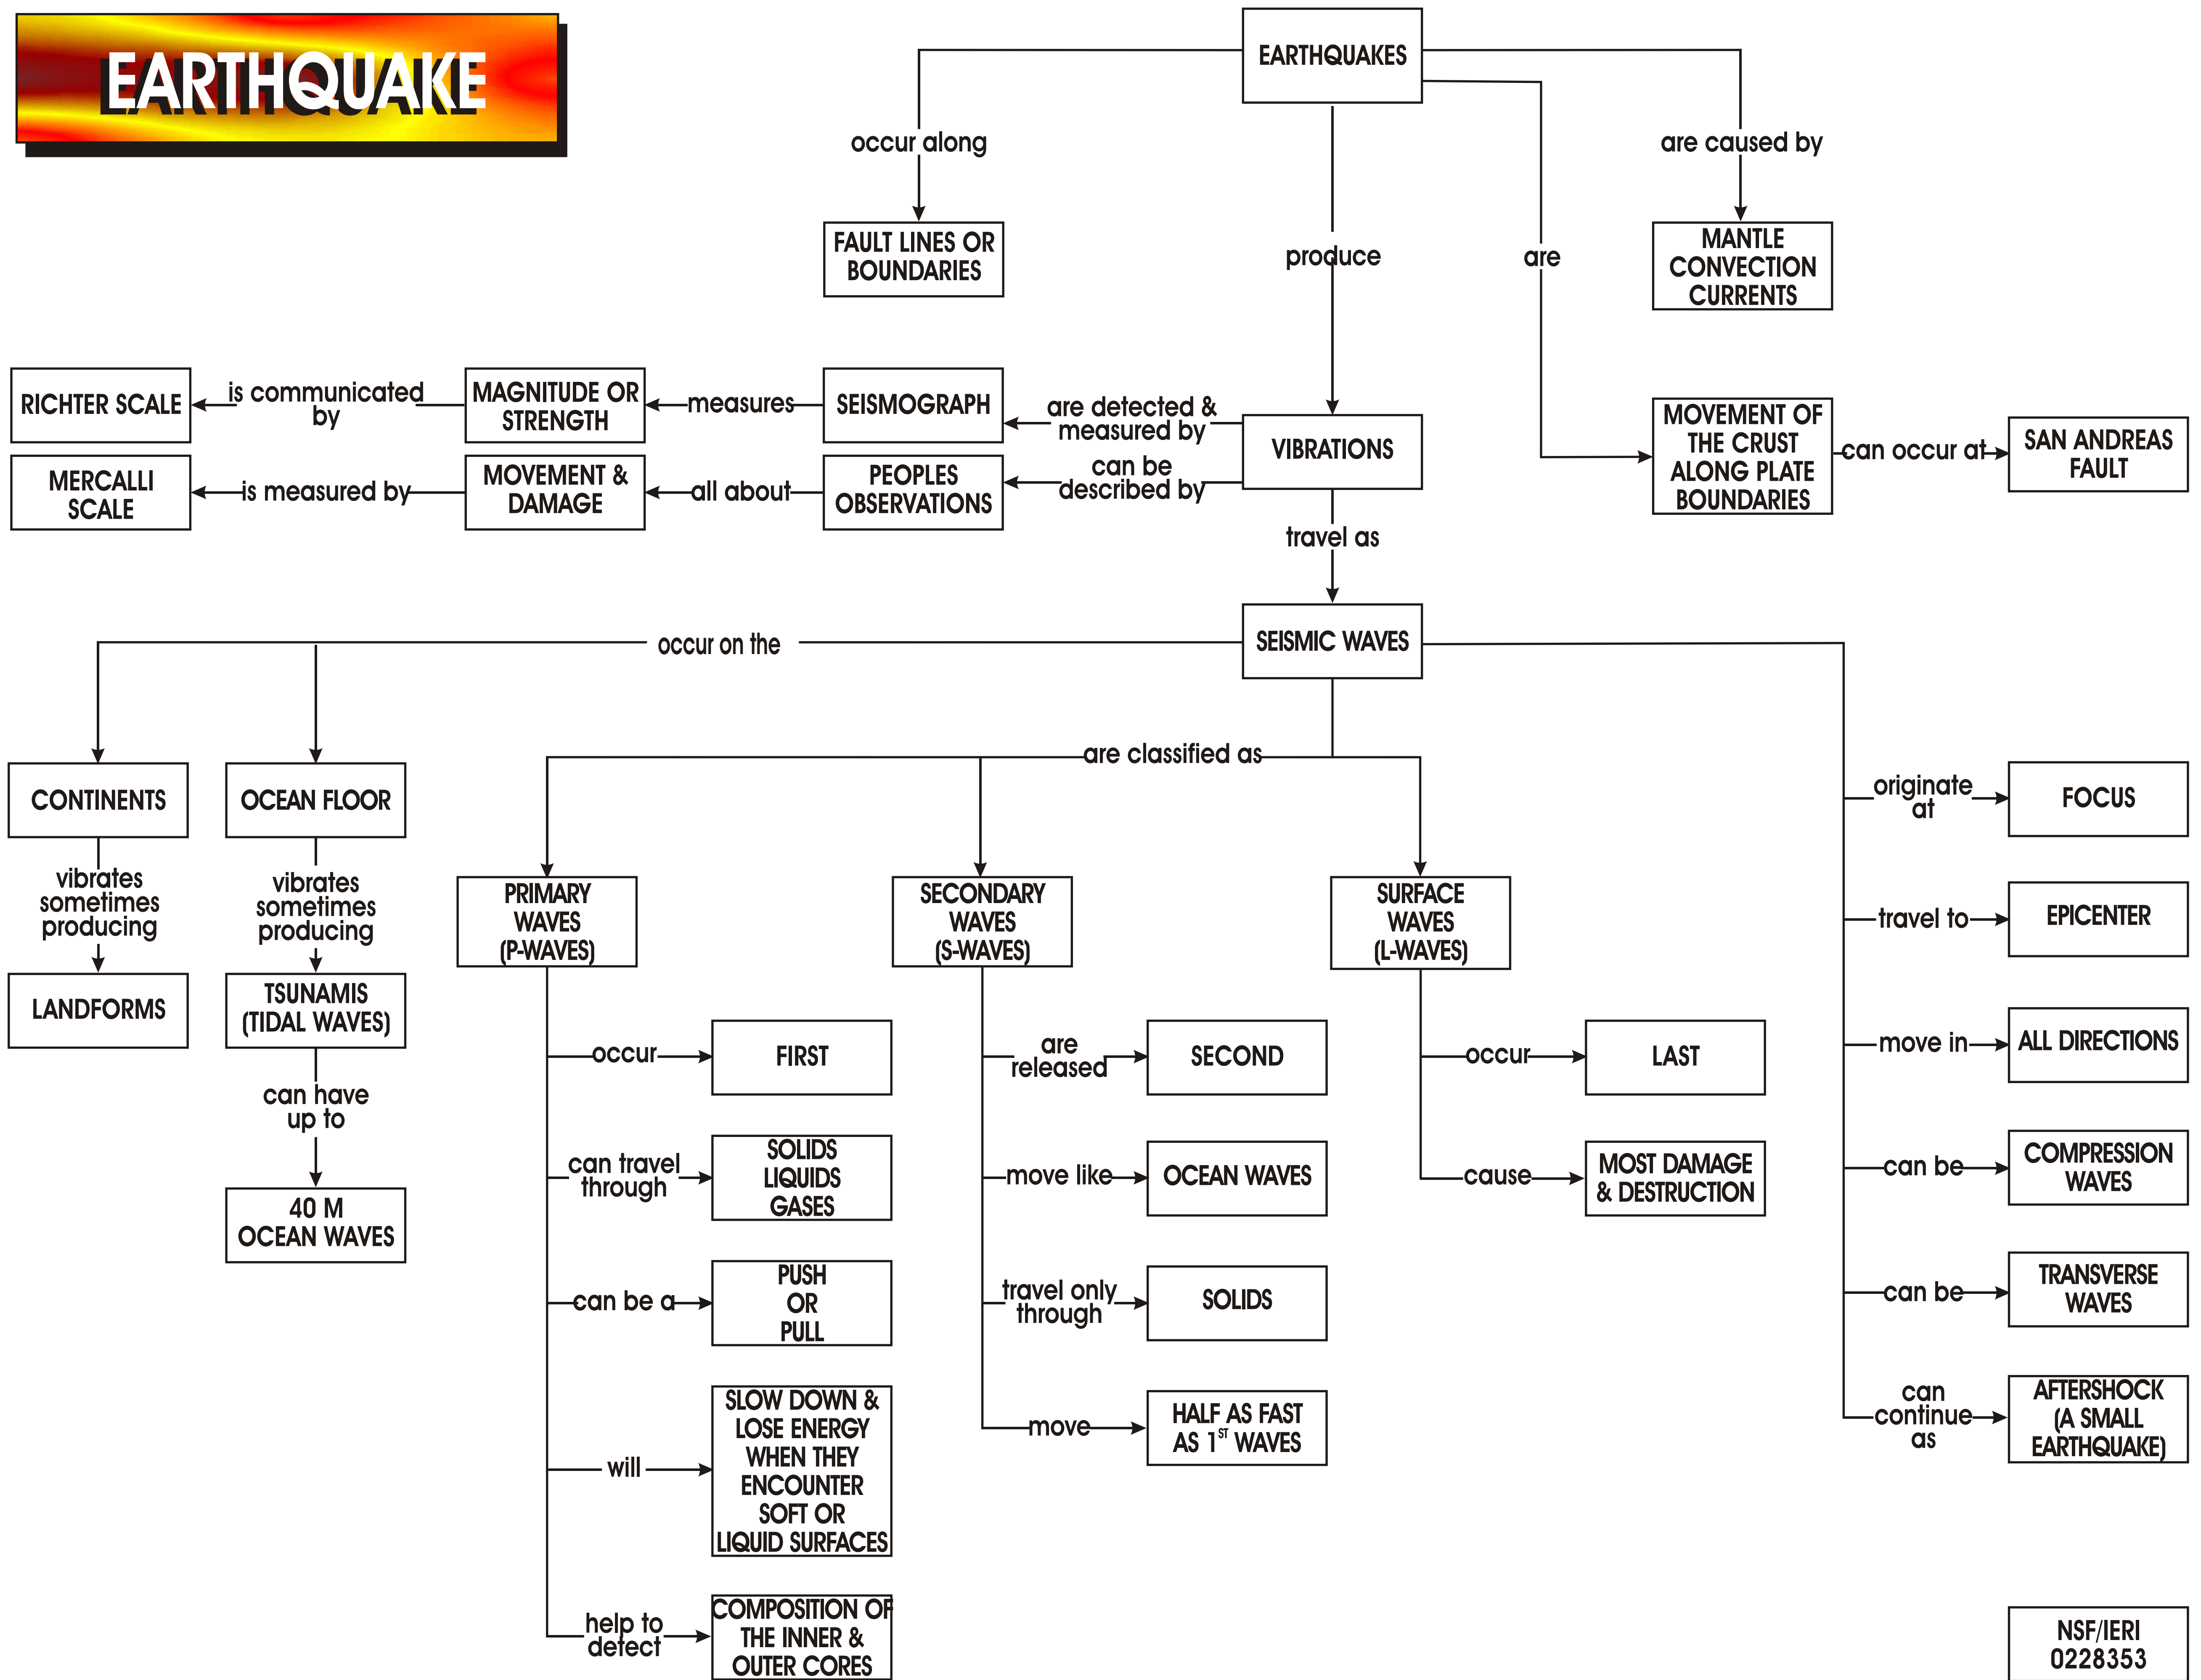 EARTHQUAKE
EARTHQUAKES
occur along
are caused by
FAULT LINES OR
BOUNDARIES
produce
are
MANTLE
CONVECTION
CURRENTS
RICHTER SCALE
is communicated
by
MAGNITUDE OR
STRENGTH
measures
SEISMOGRAPH
are detected &
measured by
VIBRATIONS
MOVEMENT OF
THE CRUST
ALONG PLATE
BOUNDARIES
can occur at
SAN ANDREAS
FAULT
MERCALLI
SCALE
is measured by
MOVEMENT &
DAMAGE
all about
PEOPLES
OBSERVATIONS
can be
described by
travel as
SEISMIC WAVES
occur on the
are classified as
CONTINENTS
vibrates
sometimes
producing
LANDFORMS
OCEAN FLOOR
vibrates
sometimes
producing
TSUNAMIS
(TIDAL WAVES)
can have
up to
40 M
OCEAN WAVES
PRIMARY
WAVES
(P-WAVES)
occur
FIRST
can travel
through
SOLIDS
LIQUIDS
GASES
can be a
PUSH
OR
PULL
will
SLOW DOWN &
LOSE ENERGY
WHEN THEY
ENCOUNTER
SOFT OR
LIQUID SURFACES
help to
detect
COMPOSITION OF
THE INNER &
OUTER CORES
SECONDARY
WAVES
(S-WAVES)
are
released
SECOND
move like
OCEAN WAVES
travel only
through
SOLIDS
move
HALF AS FAST
AS 1ST WAVES
SURFACE
WAVES
(L-WAVES)
occur
LAST
cause
MOST DAMAGE
& DESTRUCTION
originate
at
FOCUS
travel to
EPICENTER
move in
ALL DIRECTIONS
can be
COMPRESSION
WAVES
can be
TRANSVERSE
WAVES
can
continue
as
AFTERSHOCK
(A SMALL
EARTHQUAKE)
NSF/IERI
0228353